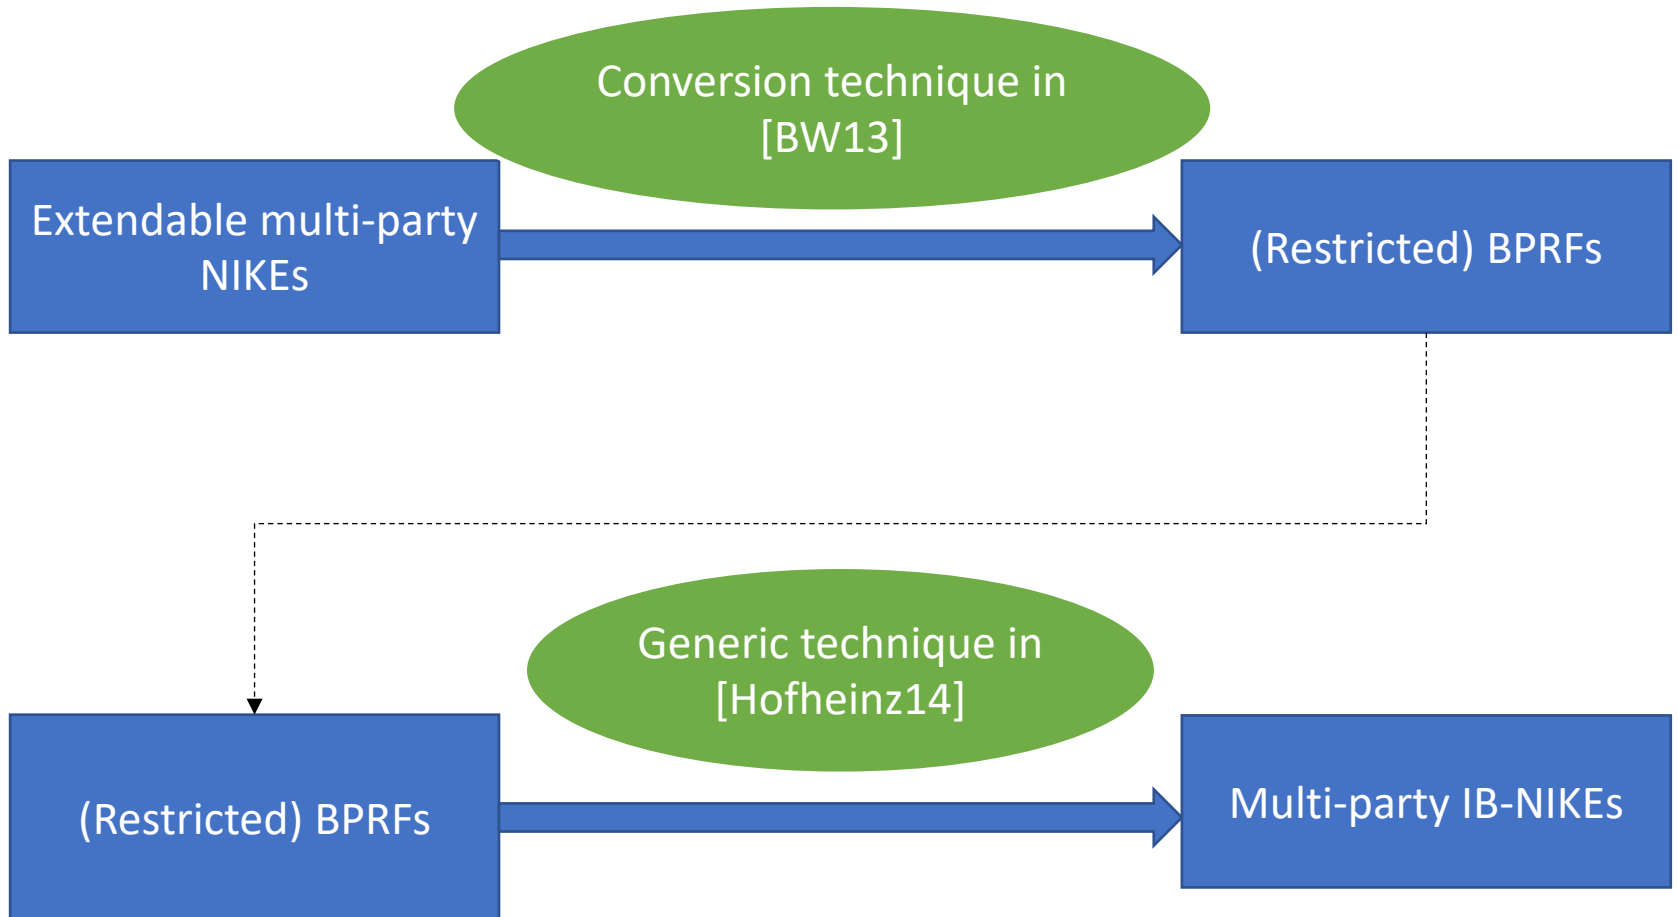 Conversion technique in
[BW13]
Extendable multi-party
NIKEs
(Restricted) BPRFs
Generic technique in
[Hofheinz14]
(Restricted) BPRFs
Multi-party IB-NIKEs